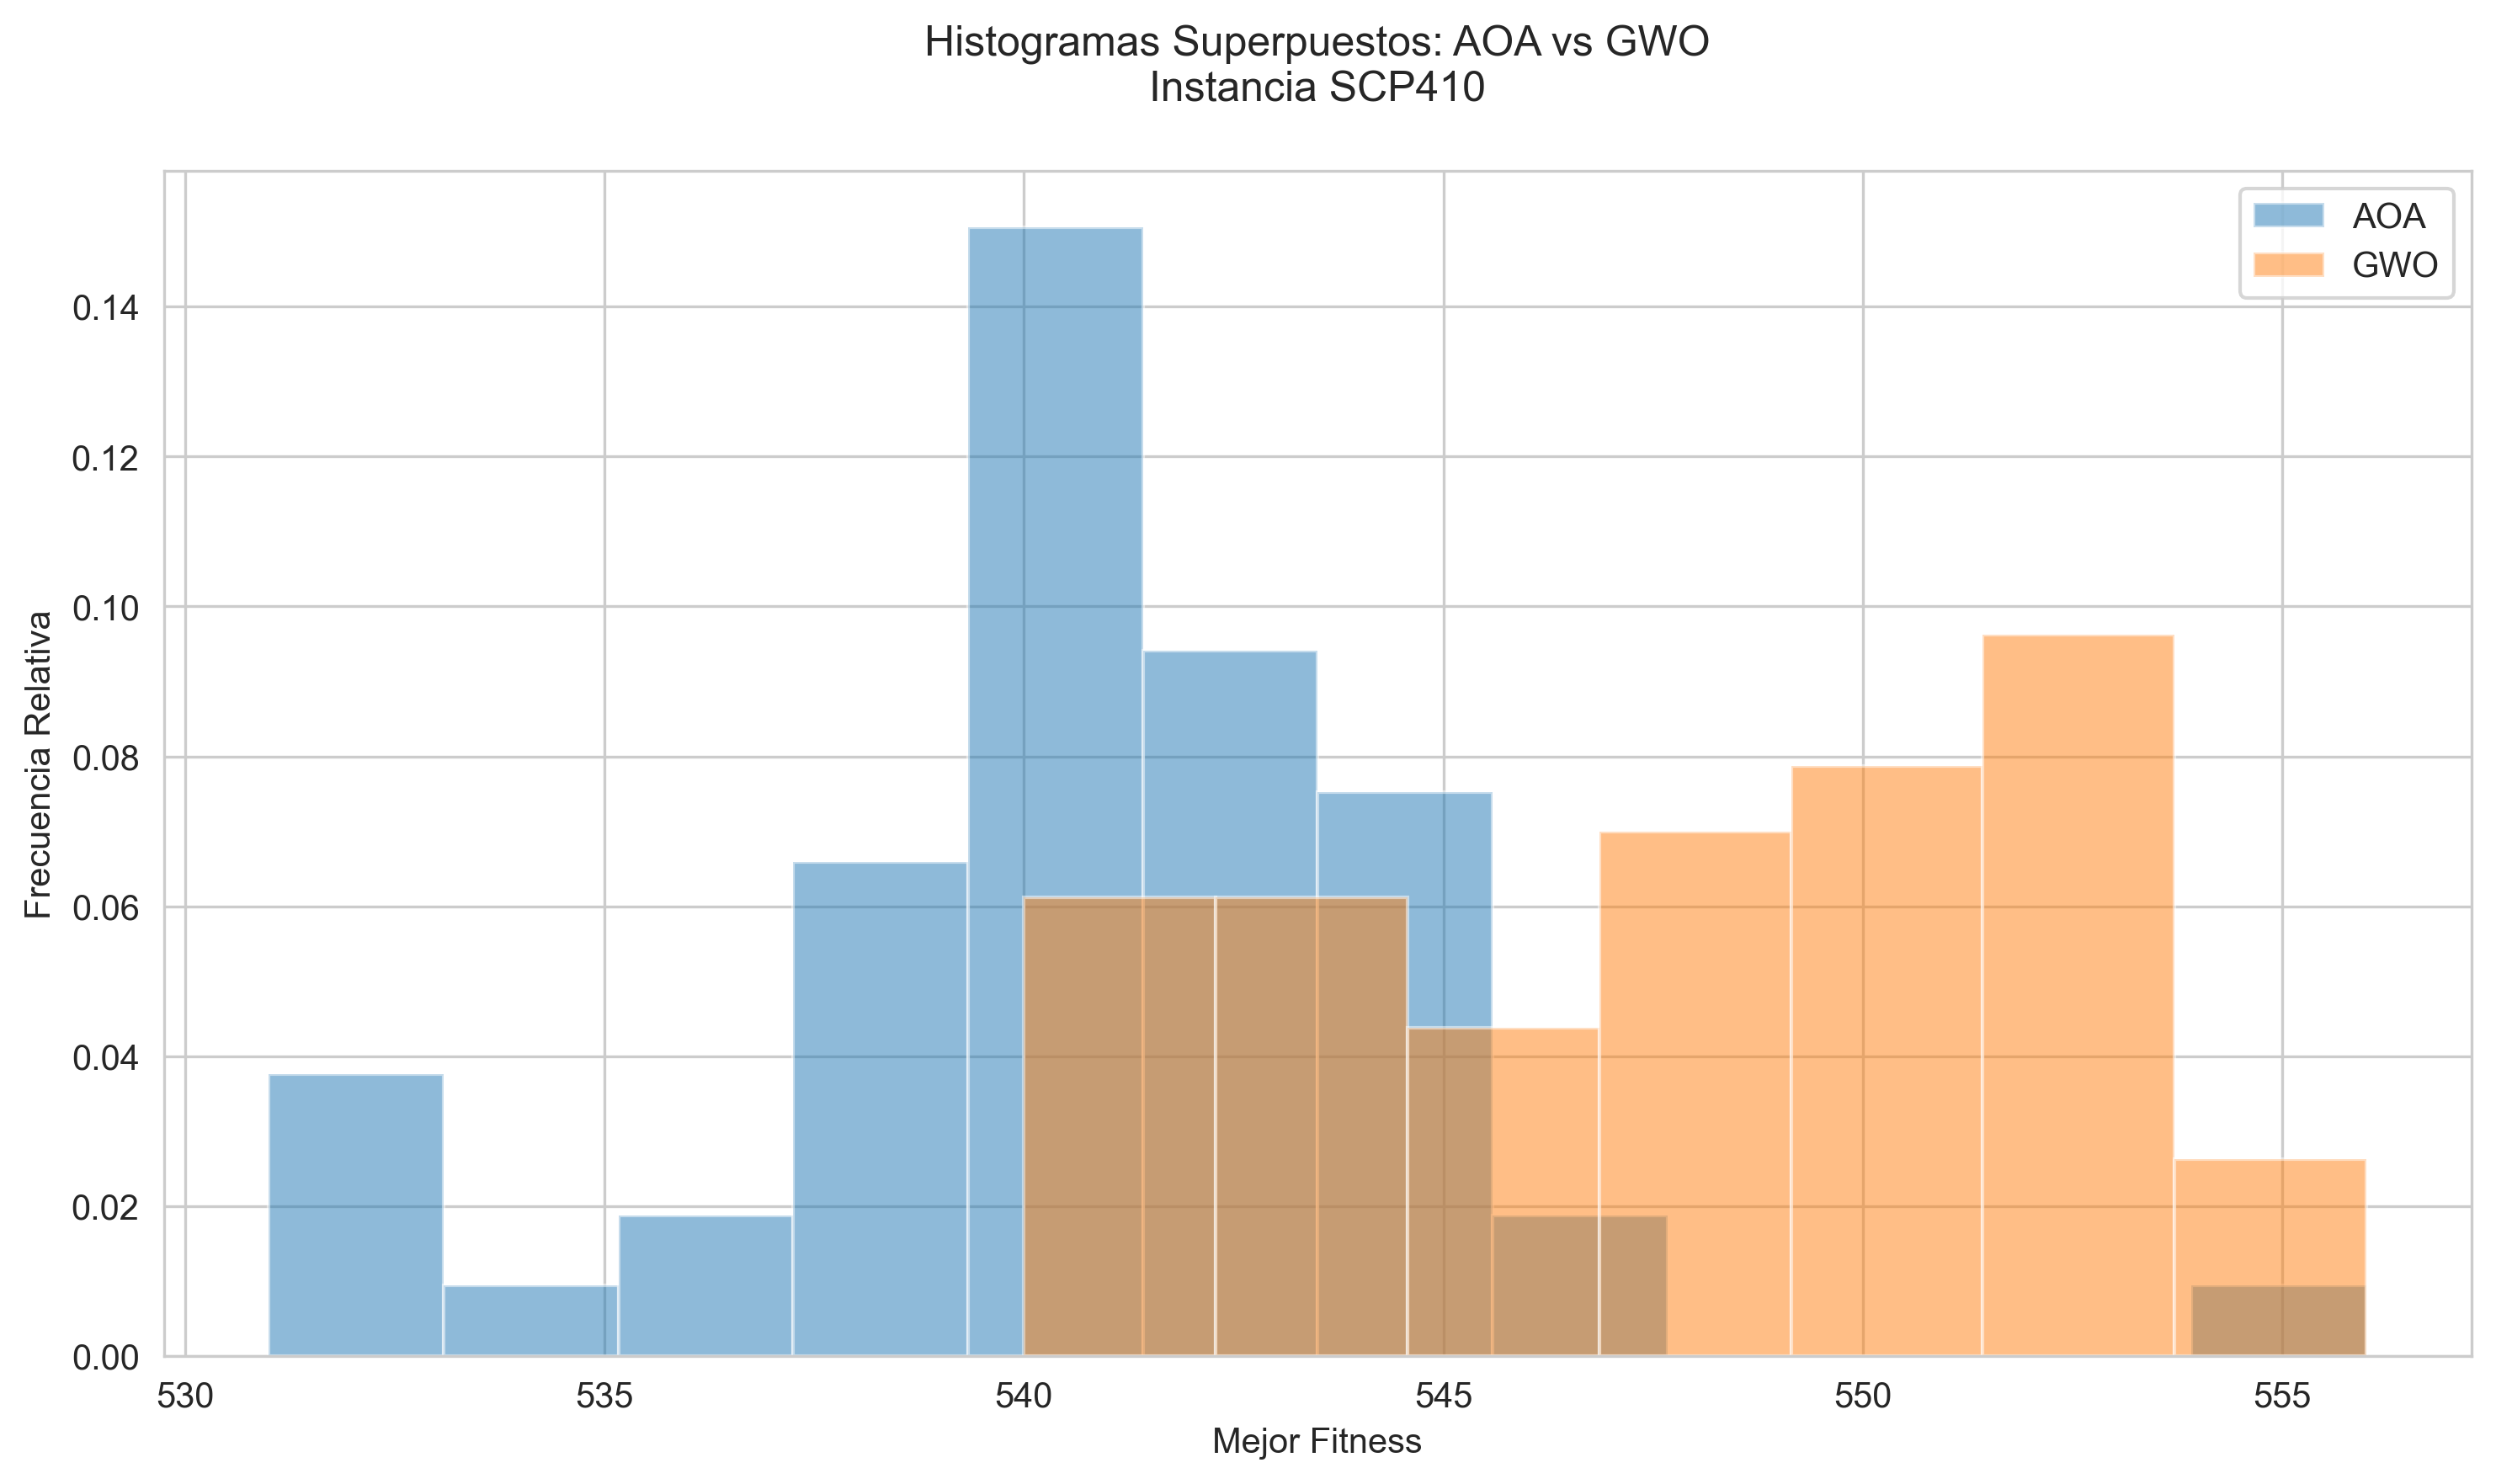 Histogramas Superpuestos: AOA vs GWO
Instancia SCP410
AOA
GWO
Frecuencia Relativa
0.14
0.12
0.10
0.08
0.06
0.04
0.02
0.00
530
535
540
545
550
555
Mejor Fitness